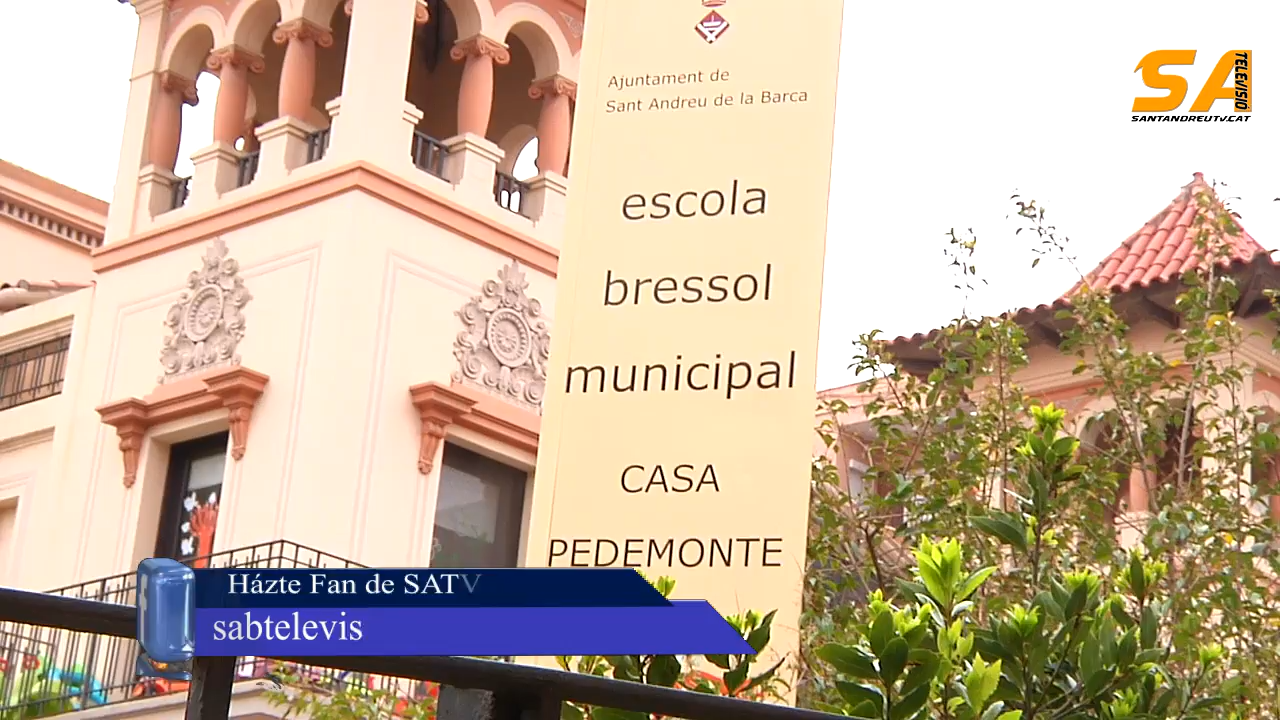 Ajuntament de
Sant Andreu de la Barca
escola
bressol
municipal
CASA
PEDEMONTE
SA
TELEVISIÓ
SANTANDREUTV.CAT
Házte Fan de SATV
sabtelevis